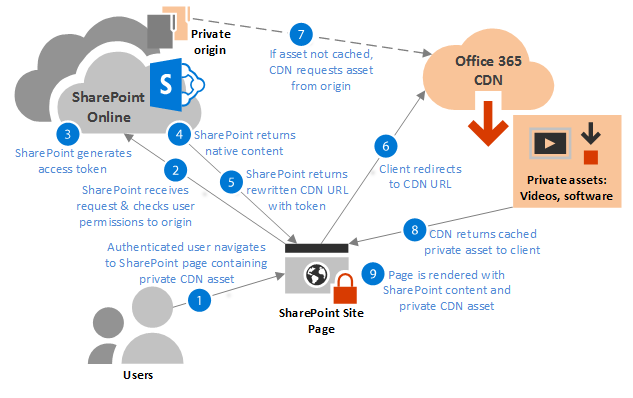 Private
origin
7
If asset not cached,
CDN requests asset
from origin
Office 365
CDN
S
SharePoint
Online
3
SharePoint generates
access token
4
SharePoint returns
native content
5
SharePoint returns
rewritten CDN URL
with token
6
Client redirects
to CDN URL
Private assets:
Videos, software
2
SharePoint receives
request & checks user
permissions to origin
8
CDN returns cached
private asset to client
Authenticated user navigates
to SharePoint page containing
private CDN asset
1
9
Page is rendered with
SharePoint content and
private CDN asset
SharePoint Site
Page
Users